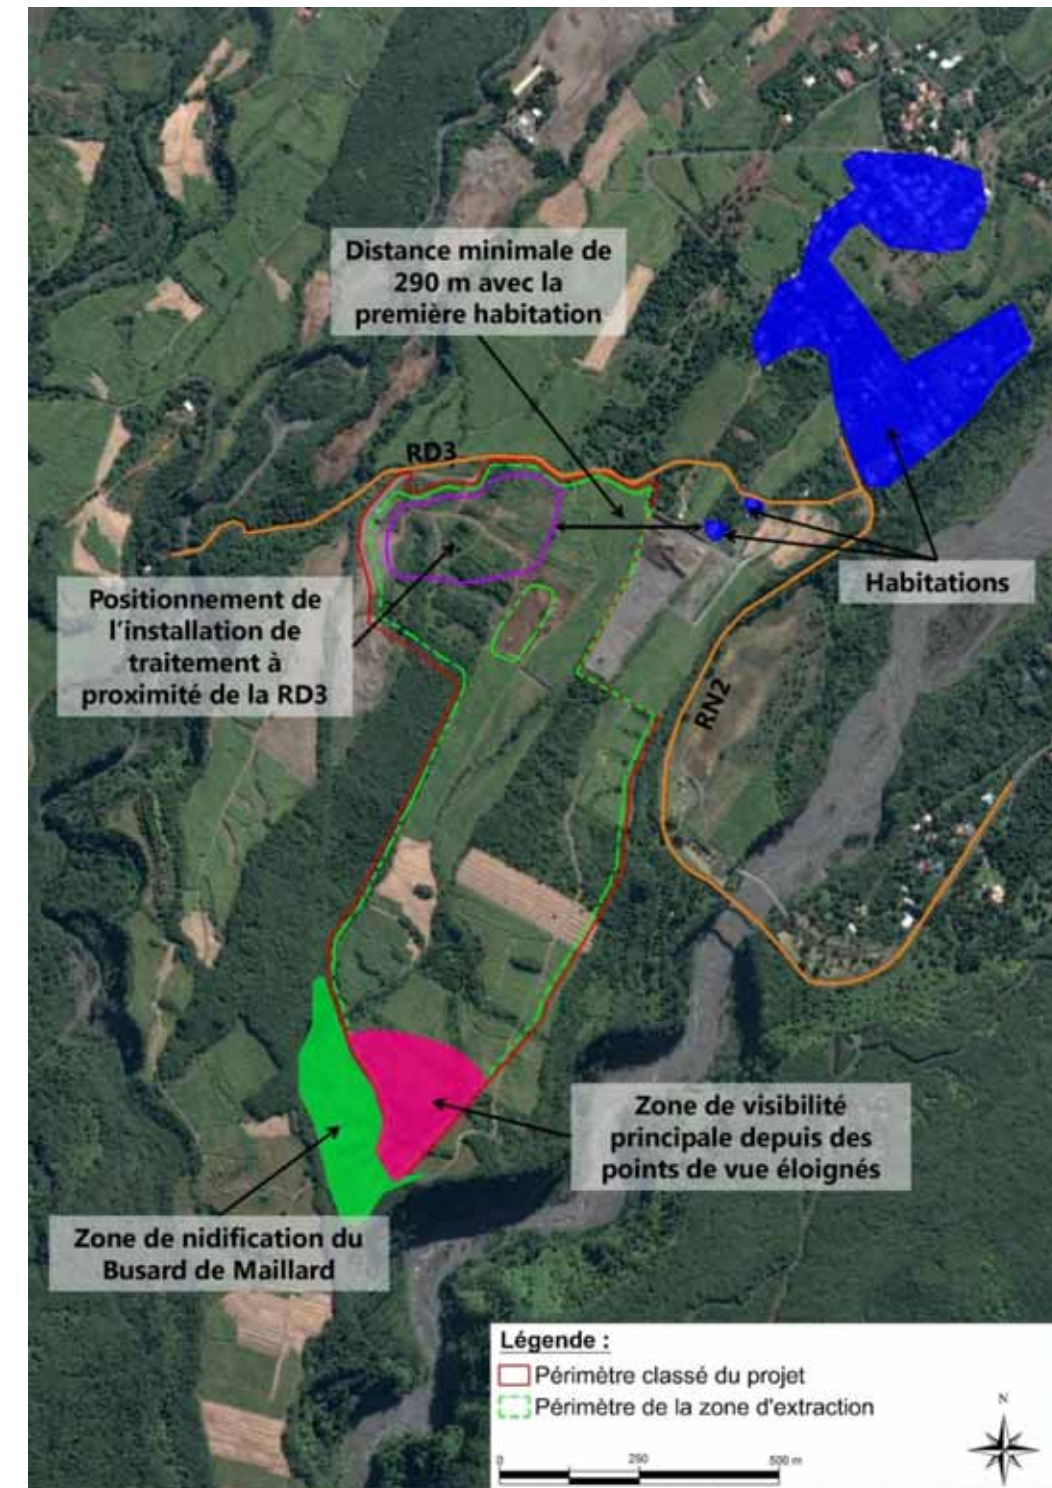 Distance minimale de
290 m avec la
première habitation
RD3
Habitations
Positionnement de
l'installation de
traitement à
proximité de la RD3
RN2
Zone de visibilité
principale depuis des
points de vue éloignés
Zone de nidification du
Busard de Maillard
Légende :
Périmètre classé du projet
Périmètre de la zone d'extraction
N
0 250 500 m